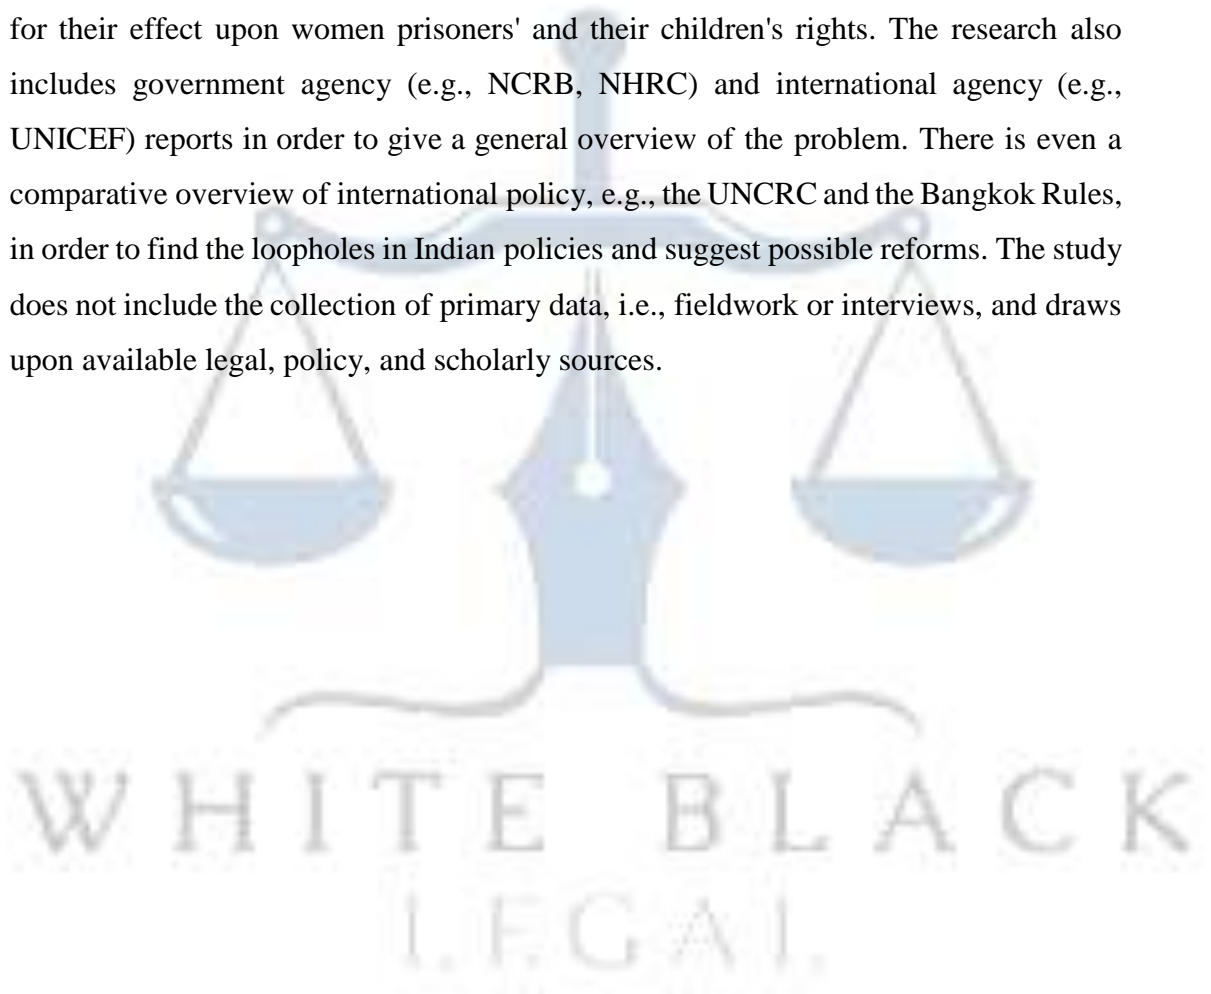 for their effect upon women prisoners' and their children's rights. The research also
includes government agency (e.g., NCRB, NHRC) and international agency (e.g.,
UNICEF) reports in order to give a general overview of the problem. There is even a
comparative overview of international policy, e.g., the UNCRC and the Bangkok Rules,
in order to find the loopholes in Indian policies and suggest possible reforms. The study
does not include the collection of primary data, i.e., fieldwork or interviews, and draws
upon available legal, policy, and scholarly sources.
WHITE BLACK
LEGAL